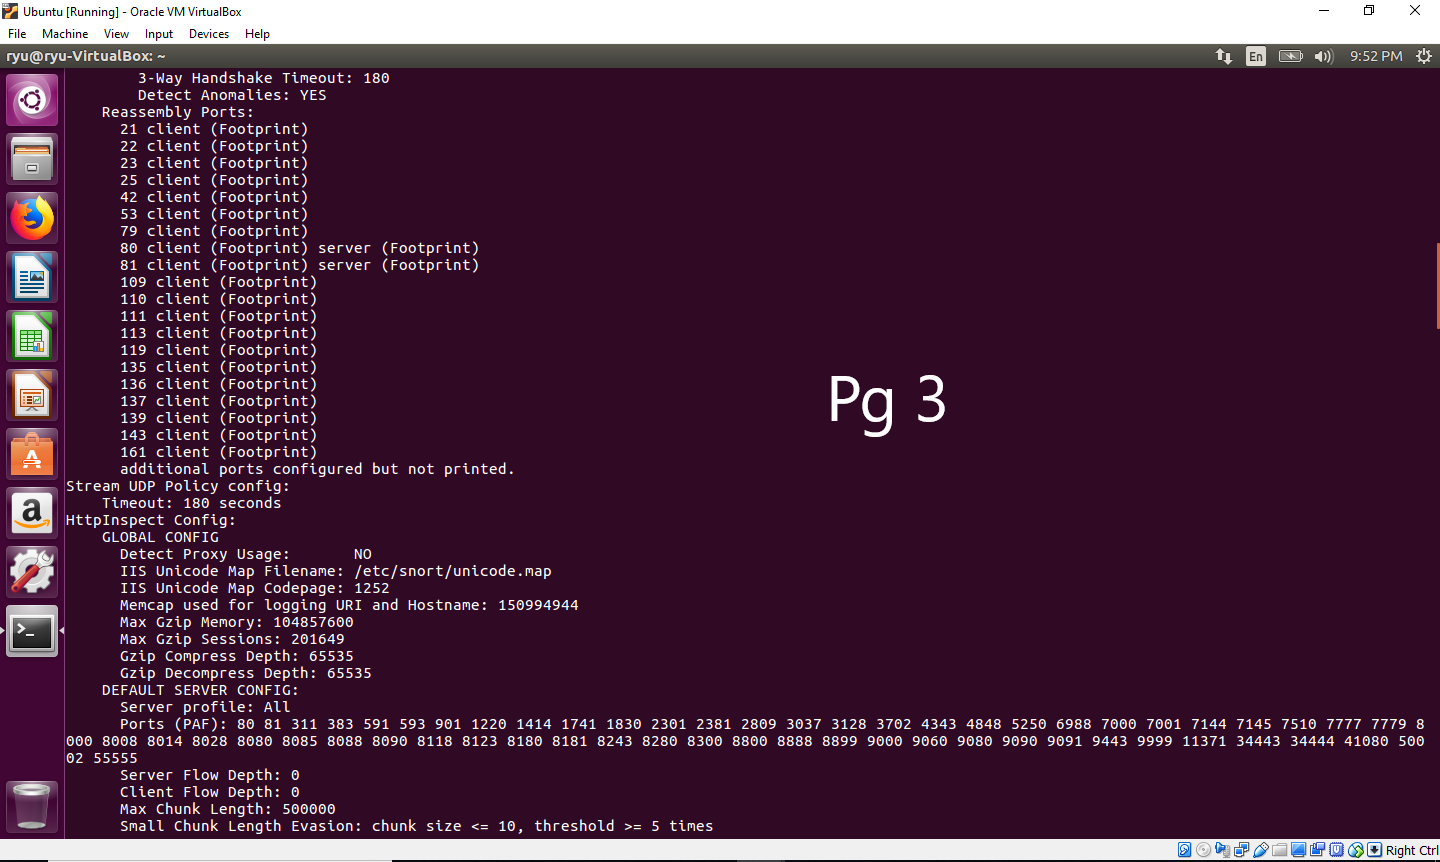 Ubuntu [Running] - Oracle VM VirtualBox
File Machine View Input Devices Help
ryu@ryu-VirtualBox: ~ En 9:52 PM
3-Way Handshake Timeout: 180
Detect Anomalies: YES
Reassembly Ports:
21 client (Footprint)
22 client (Footprint)
23 client (Footprint)
25 client (Footprint)
42 client (Footprint)
53 client (Footprint)
79 client (Footprint)
80 client (Footprint) server (Footprint)
81 client (Footprint) server (Footprint)
109 client (Footprint)
110 client (Footprint)
111 client (Footprint)
113 client (Footprint)
119 client (Footprint)
135 client (Footprint)
136 client (Footprint)
137 client (Footprint)
139 client (Footprint)
143 client (Footprint)
161 client (Footprint)
additional ports configured but not printed.
Pg 3
Stream UDP Policy config:
Timeout: 180 seconds
HttpInspect Config:
GLOBAL CONFIG
Detect Proxy Usage: NO
IIS Unicode Map Filename: /etc/snort/unicode.map
IIS Unicode Map Codepage: 1252
Memcap used for logging URI and Hostname: 150994944
Max Gzip Memory: 104857600
Max Gzip Sessions: 201649
Gzip Compress Depth: 65535
Gzip Decompress Depth: 65535
DEFAULT SERVER CONFIG:
Server profile: All
Ports (PAF): 80 81 311 383 591 593 901 1220 1414 1741 1830 2301 2381 2809 3037 3128 3702 4343 4848 5250 6988 7000 7001 7144 7145 7510 7777 7779 8
000 8008 8014 8028 8080 8085 8088 8090 8118 8123 8180 8181 8243 8280 8300 8800 8888 8899 9000 9060 9080 9090 9091 9443 9999 11371 34443 34444 41080 500
02 55555
Server Flow Depth: 0
Client Flow Depth: 0
Max Chunk Length: 500000
Small Chunk Length Evasion: chunk size <= 10, threshold >= 5 times
Right Ctrl